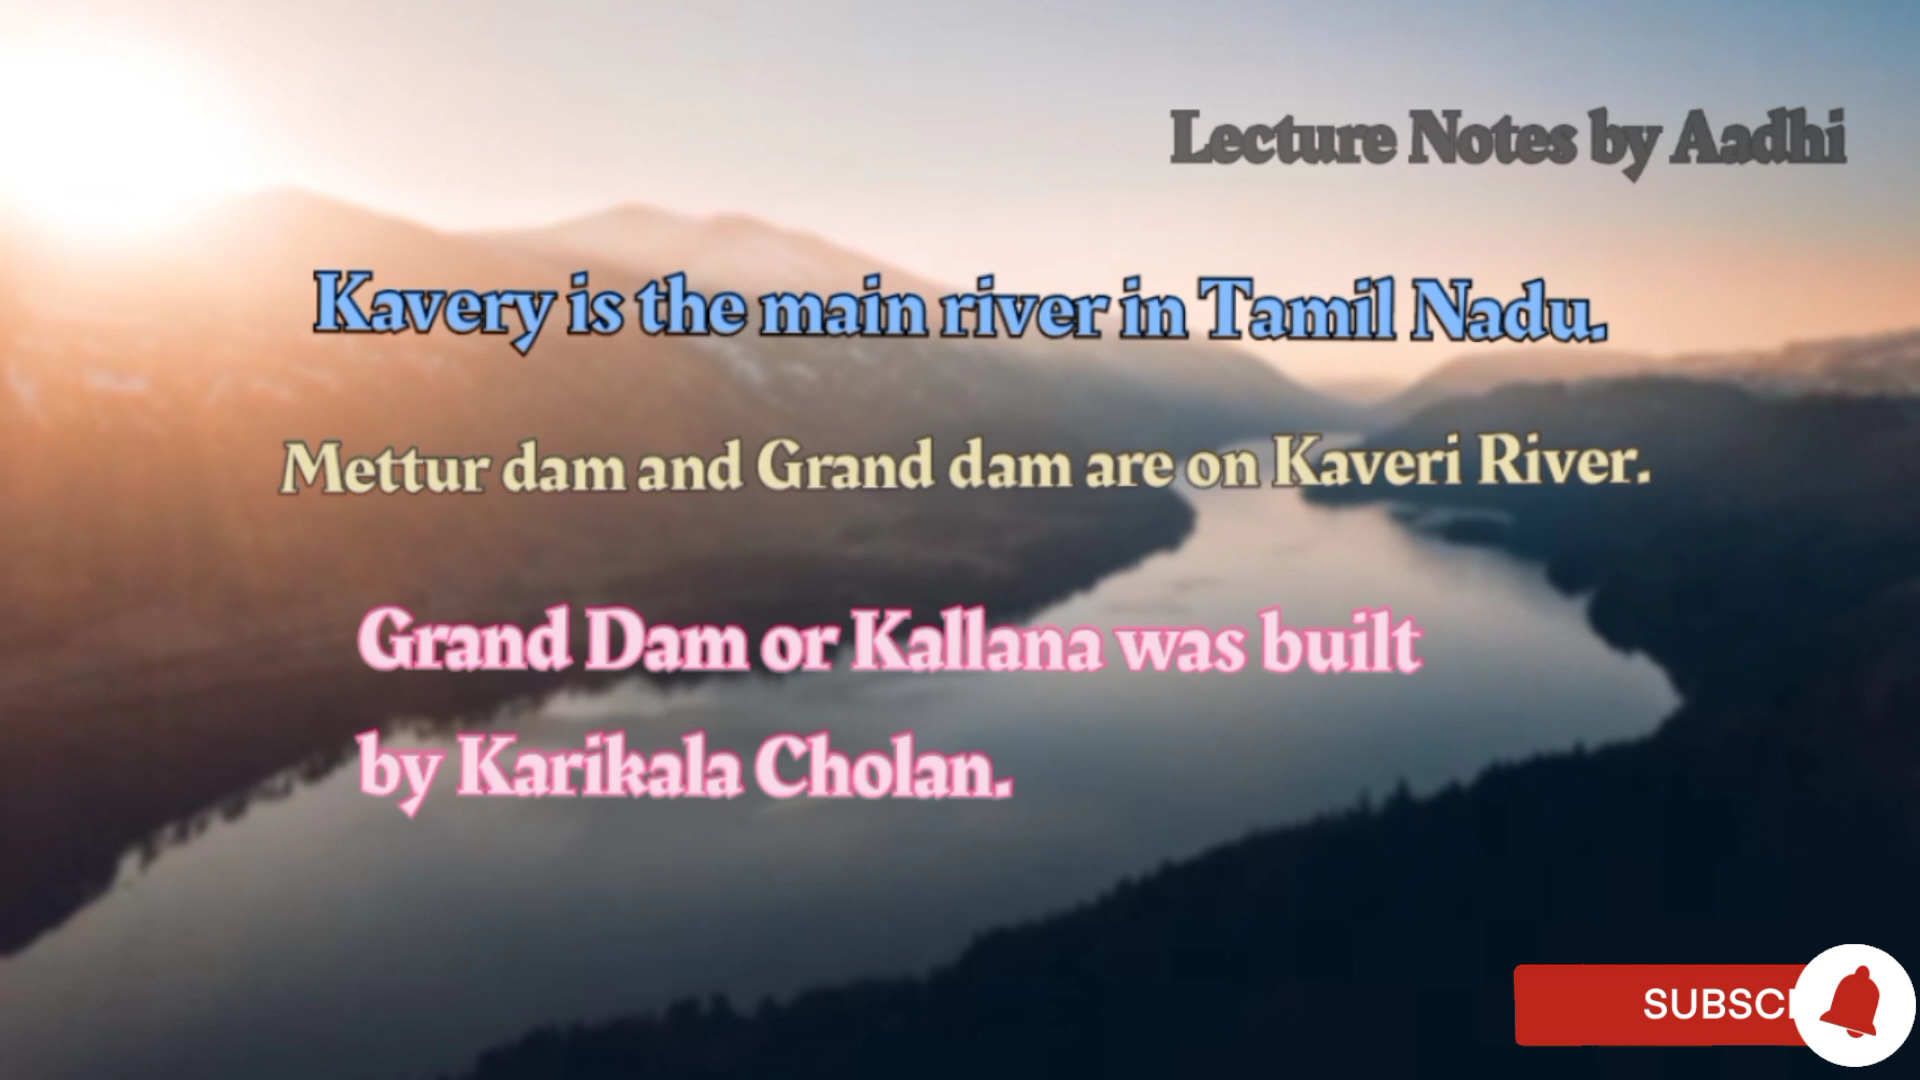 Lecture Notes by Aadhi
Kavery is the main river in Tamil Nadu.
Mettur dam and Grand dam are on Kaveri River.
Grand Dam or Kallana was built
by Karikala Cholan.
SUBSC